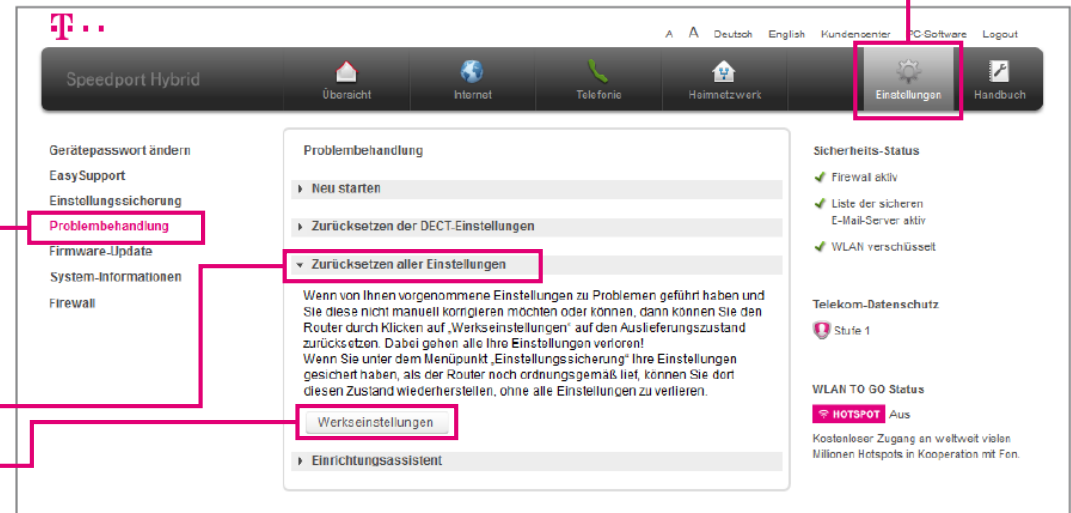 T
A A Deutsch English Kundencenter PC-Software Logout
Speedport Hybrid
Übersicht Internet Telefonie Heimnetzwerk Einstellungen Handbuch
Gerätepasswort ändern
EasySupport
Einstellungssicherung
Problembehandlung
Firmware-Update
System-Informationen
Firewall
Problembehandlung
Neu starten
Zurücksetzen der DECT-Einstellungen
Zurücksetzen aller Einstellungen
Wenn von Ihnen vorgenommene Einstellungen zu Problemen geführt haben und
Sie diese nicht manuell korrigieren möchten oder können, dann können Sie den
Router durch Klicken auf „Werkseinstellungen“ auf den Auslieferungszustand
zurücksetzen. Dabei gehen alle Ihre Einstellungen verloren!
Wenn Sie unter dem Menüpunkt „Einstellungssicherung“ Ihre Einstellungen
gesichert haben, als der Router noch ordnungsgemäß lief, können Sie dort
diesen Zustand wiederherstellen, ohne alle Einstellungen zu verlieren.
Werkseinstellungen
Einrichtungsassistent
Sicherheits-Status
Firewall aktiv
Liste der sicheren
E-Mail-Server aktiv
WLAN verschüsselt
Telekom-Datenschutz
Stufe 1
WLAN TO GO Status
HOTSPOT Aus
Kostenloser Zugang an weltweit vielen
Millionen Hotspots in Kooperation mit Fon.